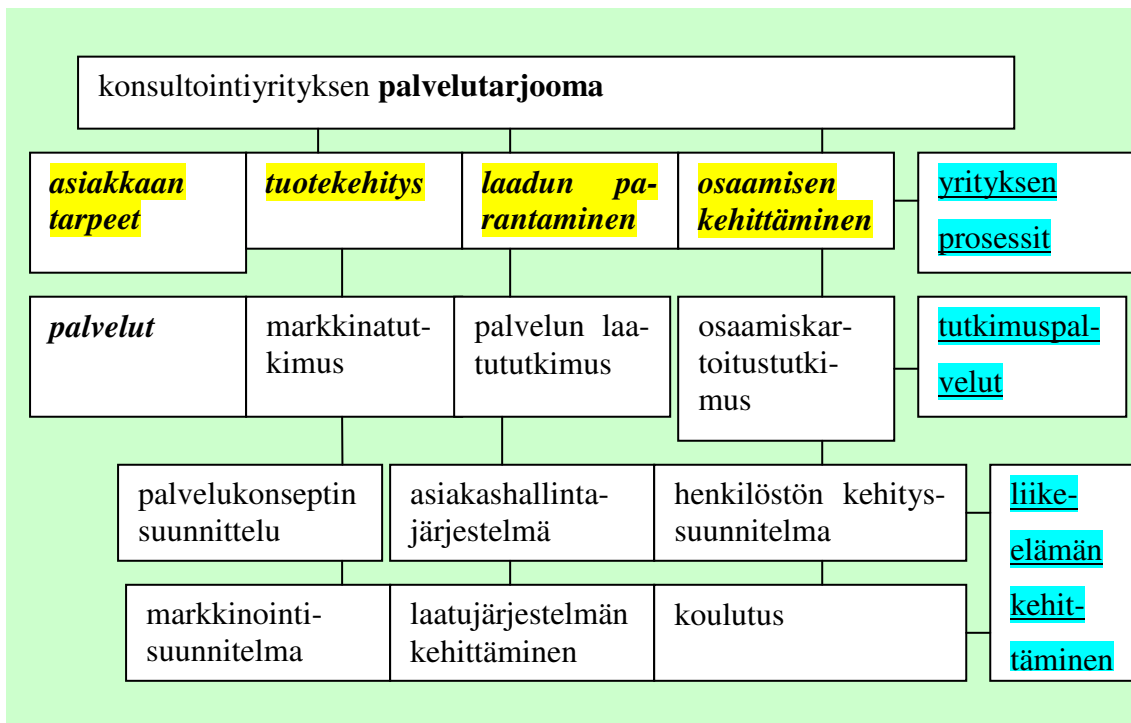 konsultointiyrityksen palvelutarjooma
asiakkaan
tarpeet
tuotekehitys
laadun pa-
rantaminen
osaamisen
kehittäminen
yrityksen
prosessit
palvelut
markkinatut-
kimus
palvelun laa-
tututkimus
osaamiskar-
toitustutki-
mus
tutkimuspal-
velut
palvelukonseptin
suunnittelu
asiakashallinta-
järjestelmä
henkilöstön kehitys-
suunnitelma
liike-
elämän
kehit-
täminen
markkinointi-
suunnitelma
laatujärjestelmän
kehittäminen
koulutus